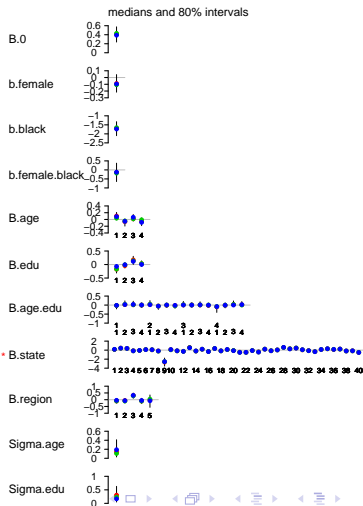 medians and 80% intervals
B.0
0.6
0.4
0.2
0
b.female
0.1
0
−0.1
−0.2
−0.3
b.black
−1
−1.5
−2
−2.5
b.female.black
0.5
0
−0.5
−1
B.age
0.4
0.2
0
−0.2
−0.4
1 2 3 4
B.edu
0.5
0
−0.5
1 2 3 4
B.age.edu
0.5
0
−0.5
−1
1 2 3 4
1 2 3 4 1 2 3 4 1 2 3 4 1 2 3 4
* B.state
2
0
−2
−4
1 2 3 4 5 6 7 8 9 10 12 14 16 18 20 22 24 26 28 30 32 34 36 38 40
B.region
1
0.5
0
−0.5
−1
1 2 3 4 5
Sigma.age
0.6
0.4
0.2
0
Sigma.edu
1
0.5
0